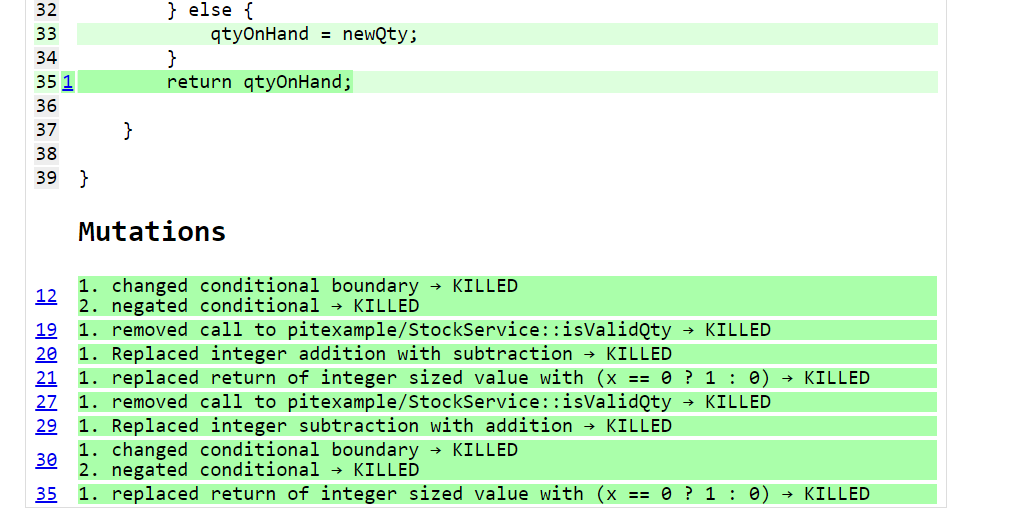 32 } else {
33 qtyOnHand = newQty;
34 }
35 1 return qtyOnHand;
36
37 }
38
39 }
Mutations
12 1. changed conditional boundary → KILLED
2. negated conditional → KILLED
19 1. removed call to pitexample/StockService::isValidQty → KILLED
20 1. Replaced integer addition with subtraction → KILLED
21 1. replaced return of integer sized value with (x == 0 ? 1 : 0) → KILLED
27 1. removed call to pitexample/StockService::isValidQty → KILLED
29 1. Replaced integer subtraction with addition → KILLED
30 1. changed conditional boundary → KILLED
2. negated conditional → KILLED
35 1. replaced return of integer sized value with (x == 0 ? 1 : 0) → KILLED